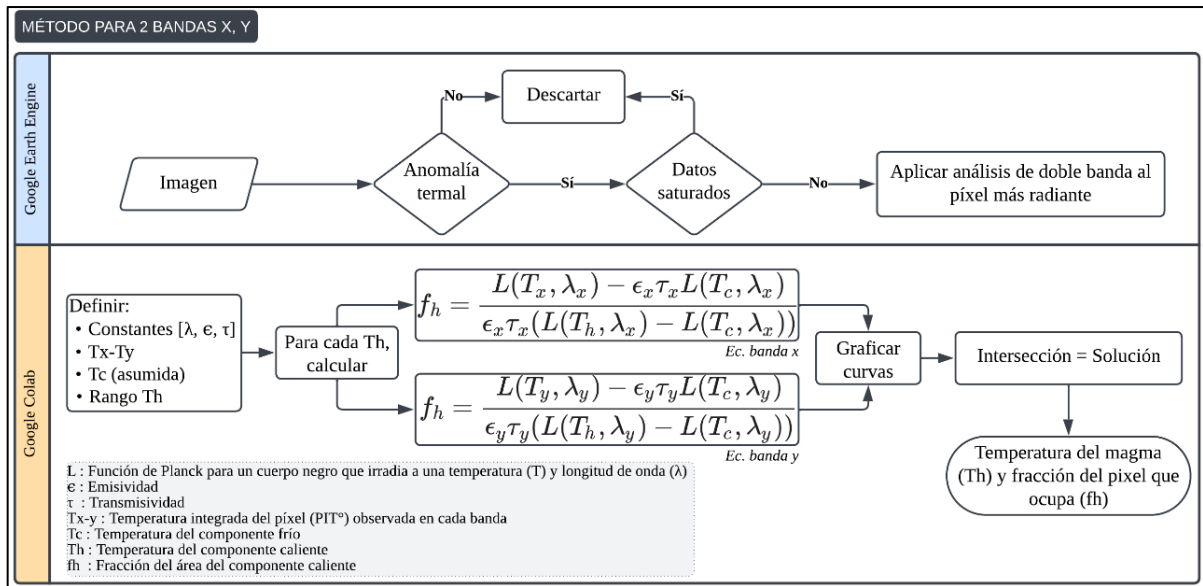 MÉTODO PARA 2 BANDAS X, Y
Google Earth Engine
Imagen
Anomalía
termal
No
Descartar
Sí
Sí
Datos
saturados
No
Aplicar análisis de doble banda al
píxel más radiante
Google Colab
Definir:
• Constantes [λ, є, τ]
• Tx-Ty
• Tc (asumida)
• Rango Th
Para cada Th,
calcular
f_h = \frac{L(T_x, λ_x) − ϵ_x τ_x L(T_c, λ_x)}{ϵ_x τ_x (L(T_h, λ_x) − L(T_c, λ_x))}
Ec. banda x
f_h = \frac{L(T_y, λ_y) − ϵ_y τ_y L(T_c, λ_y)}{ϵ_y τ_y (L(T_h, λ_y) − L(T_c, λ_y))}
Ec. banda y
Graficar
curvas
Intersección = Solución
Temperatura del magma
(Th) y fracción del pixel que
ocupa (fh)
L : Función de Planck para un cuerpo negro que irradia a una temperatura (T) y longitud de onda (λ)
є : Emisividad
τ : Transmisividad
Tx-y : Temperatura integrada del píxel (PIT°) observada en cada banda
Tc : Temperatura del componente frío
Th : Temperatura del componente caliente
fh : Fracción del área del componente caliente